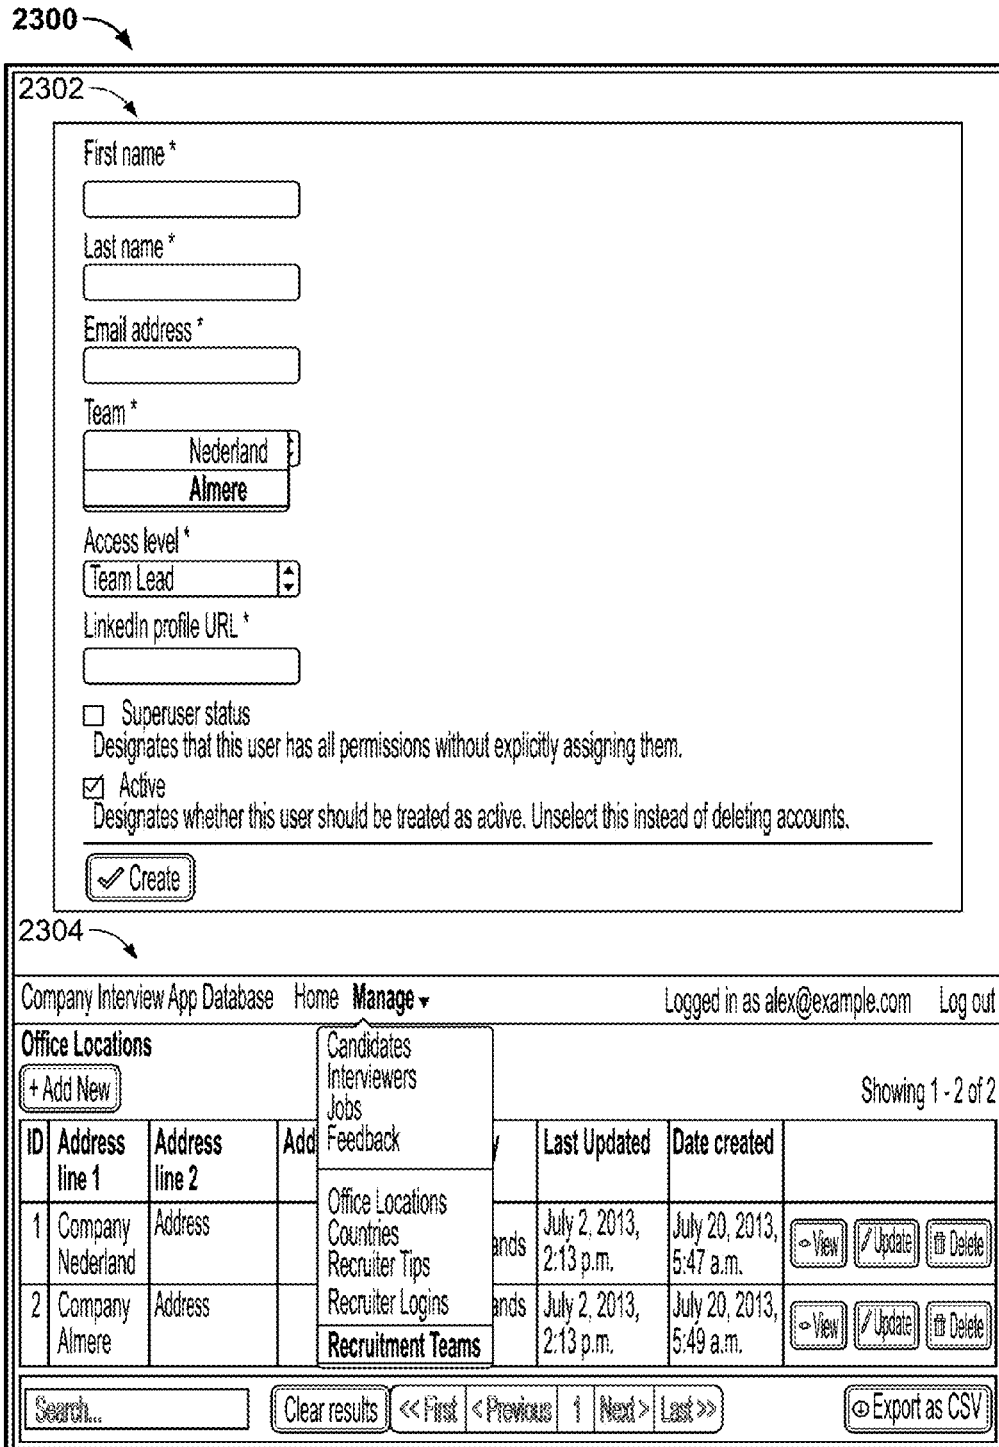 2300
2302
First name *
Last name *
Email address *
Team *
Nederland
Almere
Access level *
Team Lead
LinkedIn profile URL *
Superuser status
Designates that this user has all permissions without explicitly assigning them.
Active
Designates whether this user should be treated as active. Unselect this instead of deleting accounts.
Create
2304
Company Interview App Database Home Manage Logged in as alex@example.com Log out
Office Locations
+ Add New
Showing 1 - 2 of 2
Candidates
Interviewers
Jobs
Feedback
Office Locations
Countries
Recruiter Tips
Recruiter Logins
Recruitment Teams
ID Address Address Add y Last Updated Date created
line 1 line 2
1 Company Address ands July 2, 2013, July 20, 2013, View Update Delete
Nederland 2:13 p.m. 5:47 a.m.
2 Company Address ands July 2, 2013, July 20, 2013, View Update Delete
Almere 2:13 p.m. 5:49 a.m.
Search... Clear results << First < Previous 1 Next > Last >> Export as CSV